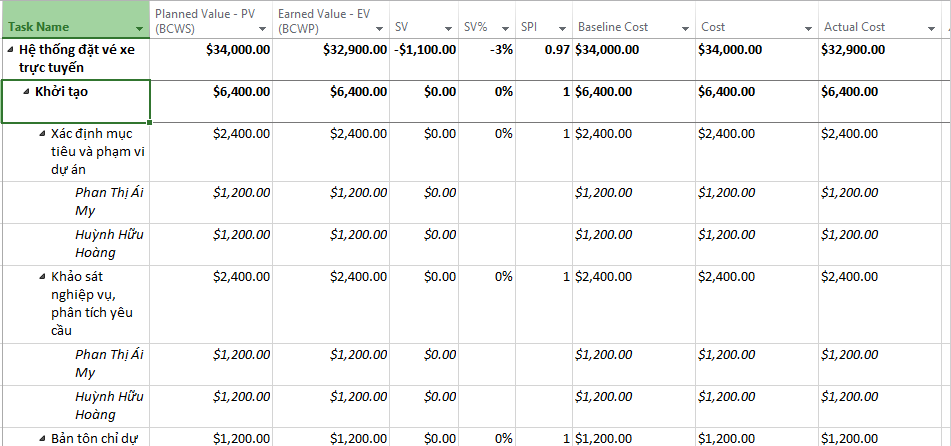 Task Name Planned Value - PV (BCWS) Earned Value - EV (BCWP) SV SV% SPI Baseline Cost Cost Actual Cost
Hệ thống đặt vé xe $34,000.00 $32,900.00 -$1,100.00 -3% 0.97 $34,000.00 $34,000.00 $32,900.00
trực tuyến
Khởi tạo $6,400.00 $6,400.00 $0.00 0% 1 $6,400.00 $6,400.00 $6,400.00
Xác định mục $2,400.00 $2,400.00 $0.00 0% 1 $2,400.00 $2,400.00 $2,400.00
tiêu và phạm vi
dự án
Phan Thị Ái $1,200.00 $1,200.00 $0.00 $1,200.00 $1,200.00 $1,200.00
My
Huỳnh Hữu $1,200.00 $1,200.00 $0.00 $1,200.00 $1,200.00 $1,200.00
Hoàng
Khảo sát $2,400.00 $2,400.00 $0.00 0% 1 $2,400.00 $2,400.00 $2,400.00
nghiệp vụ,
phân tích yêu
cầu
Phan Thị Ái $1,200.00 $1,200.00 $0.00 $1,200.00 $1,200.00 $1,200.00
My
Huỳnh Hữu $1,200.00 $1,200.00 $0.00 $1,200.00 $1,200.00 $1,200.00
Hoàng
Bản tôn chỉ dự $1,200.00 $1,200.00 $0.00 0% 1 $1,200.00 $1,200.00 $1,200.00